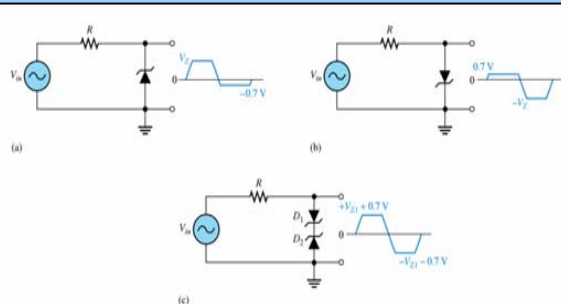 R
V_in
V_Z
0
−0.7 V
(a)
R
V_in
0.7 V
0
−V_Z
(b)
R
V_in
D_1
D_2
+V_Z1 + 0.7 V
0
−V_Z1 − 0.7 V
(c)